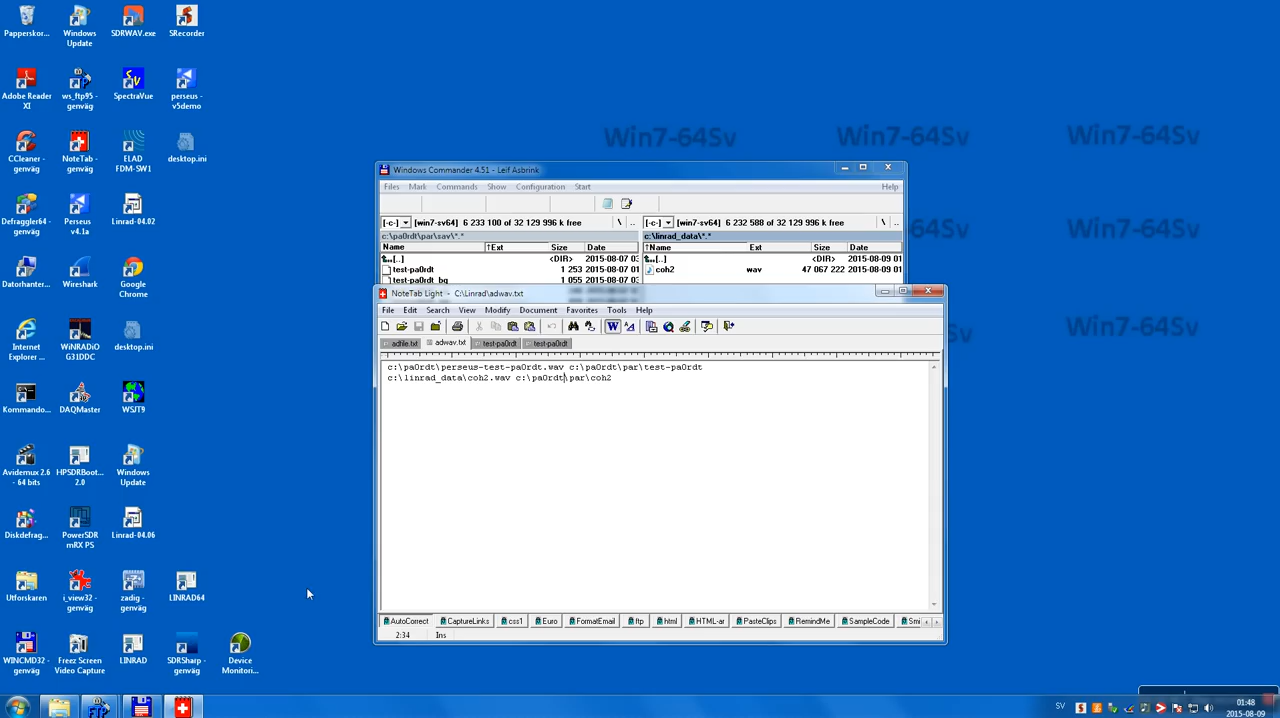 Papperskor...
Windows Update
SDRWAV.exe
SRecorder
Adobe Reader XI
ws_ftp95 - genväg
SpectraVue
perseus - v5demo
CCleaner - genväg
NoteTab - genväg
ELAD FDM-SW1
desktop.ini
Defraggler64 - genväg
Perseus v4.1a
Linrad-04.02
Datorhanter...
Wireshark
Google Chrome
Internet Explorer ...
WiNRADiO G31DDC
desktop.ini
Kommando...
DAQMaster
WSJT9
Avidemux 2.6 - 64 bits
HPSDRBoot... 2.0
Windows Update
Diskdefrag...
PowerSDR mRX PS
Linrad-04.06
Utforskaren
i_view32 - genväg
zadig - genväg
LINRAD64
WINCMD32 - genväg
Freez Screen Video Capture
LINRAD
SDRSharp - genväg
Device Monitori...
Win7-64Sv Win7-64Sv Win7-64Sv
Win7-64Sv
Win7-64Sv
Windows Commander 4.51 - Leif Asbrink
Files Mark Commands Show Configuration Start Help
[-c-] [win7-sv64] 6 233 100 of 32 129 996 k free \ ..
[-c-] [win7-sv64] 6 232 588 of 32 129 996 k free \ ..
c:\pa0rdt\par\sav\*.*
c:\linrad_data\*.*
Name ↑Ext Size Date
↑Name Ext Size Date
[..] <DIR> 2015-08-07 03
[..] <DIR> 2015-08-09 01
test-pa0rdt 1 253 2015-08-07 01
coh2 wav 47 067 222 2015-08-09 01
test-pa0rdt_bg 1 055 2015-08-07 01
NoteTab Light - C:\Linrad\adwav.txt
File Edit Search View Modify Document Favorites Tools Help
adfile.txt adwav.txt test-pa0rdt test-pa0rdt
c:\pa0rdt\perseus-test-pa0rdt.wav c:\pa0rdt\par\test-pa0rdt
c:\linrad_data\coh2.wav c:\pa0rdt\par\coh2
AutoCorrect CaptureLinks css1 Euro FormatEmail ftp html HTML-ar PasteClips RemindMe SampleCode Smi
2:34 Ins
SV
01:48
2015-08-09